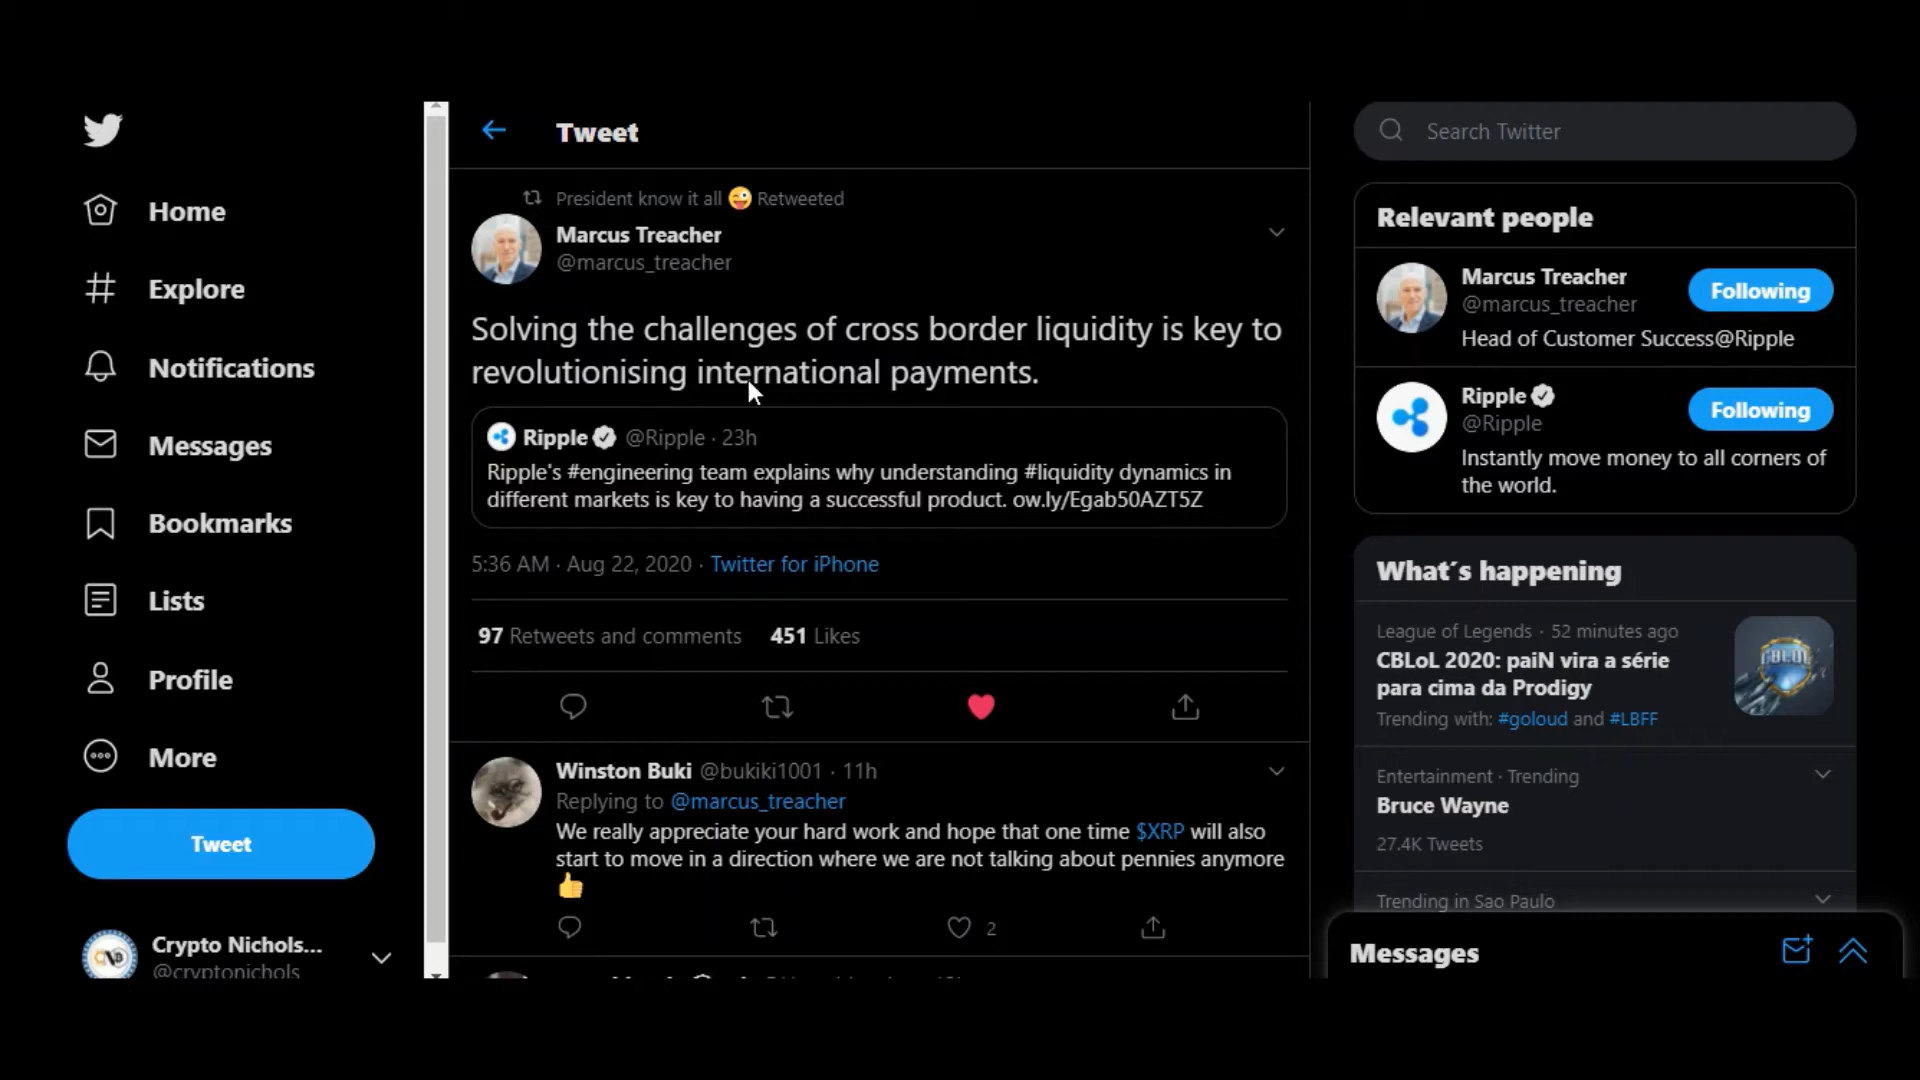 Home
Explore
Notifications
Messages
Bookmarks
Lists
Profile
More
Tweet
Crypto Nichols...
@cryptonichols
Tweet
President know it all 😜 Retweeted
Marcus Treacher
@marcus_treacher
Solving the challenges of cross border liquidity is key to
revolutionising international payments.
Ripple @Ripple · 23h
Ripple's #engineering team explains why understanding #liquidity dynamics in
different markets is key to having a successful product. ow.ly/Egab50AZT5Z
5:36 AM · Aug 22, 2020 · Twitter for iPhone
97 Retweets and comments 451 Likes
Winston Buki @bukiki1001 · 11h
Replying to @marcus_treacher
We really appreciate your hard work and hope that one time $XRP will also
start to move in a direction where we are not talking about pennies anymore
👍
2
Search Twitter
Relevant people
Marcus Treacher
@marcus_treacher
Following
Head of Customer Success@Ripple
Ripple
@Ripple
Following
Instantly move money to all corners of
the world.
What´s happening
League of Legends · 52 minutes ago
CBLoL 2020: paiN vira a série
para cima da Prodigy
Trending with: #goloud and #LBFF
CBLOL
Entertainment · Trending
Bruce Wayne
27.4K Tweets
Trending in Sao Paulo
Messages